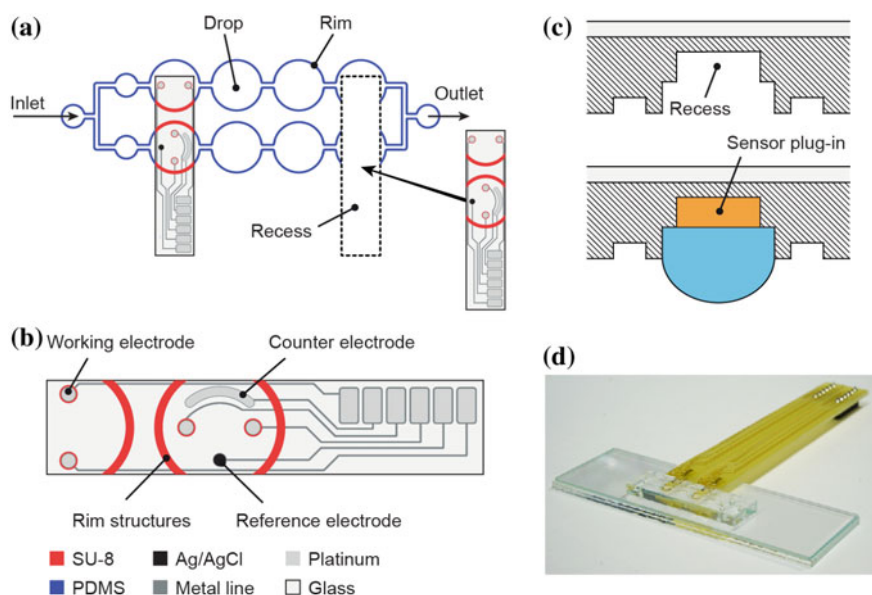 (a)
Drop
Rim
Inlet
Outlet
Recess
(b)
Working electrode
Counter electrode
Rim structures
Reference electrode
SU-8
Ag/AgCl
Platinum
PDMS
Metal line
Glass
(c)
Recess
Sensor plug-in
(d)